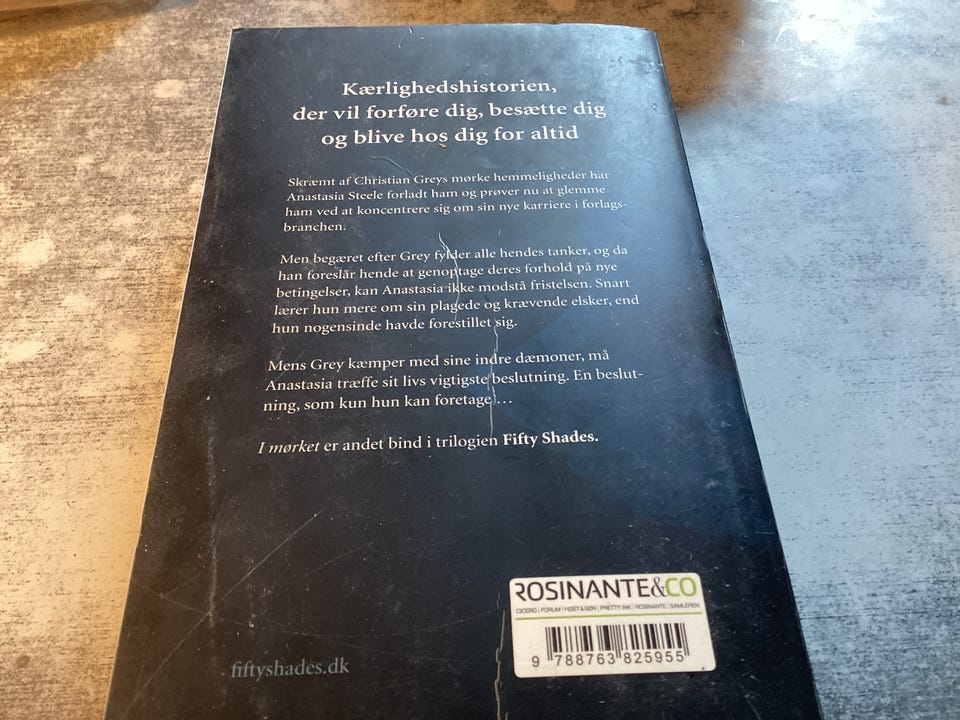 Kærlighedshistorien,
der vil forføre dig, besætte dig
og blive hos dig for altid
Skræmt af Christian Greys mørke hemmeligheder har
Anastasia Steele forladt ham og prøver nu at glemme
ham ved at koncentrere sig om sin nye karriere i forlags-
branchen.
Men begæret efter Grey fylder alle hendes tanker, og da
han foreslår hende at genoptage deres forhold på nye
betingelser, kan Anastasia ikke modstå fristelsen. Snart
lærer hun mere om sin plagede og krævende elsker, end
hun nogensinde havde forestillet sig.
Mens Grey kæmper med sine indre dæmoner, må
Anastasia træffe sit livs vigtigste beslutning. En beslut-
ning, som kun hun kan foretage ...
I mørket er andet bind i trilogien Fifty Shades.
ROSINANTE&CO
CICERO | FORUM | HØST & SØN | PRETTY INK | ROSINANTE | SAMLEREN
9 788763 825955
fiftyshades.dk